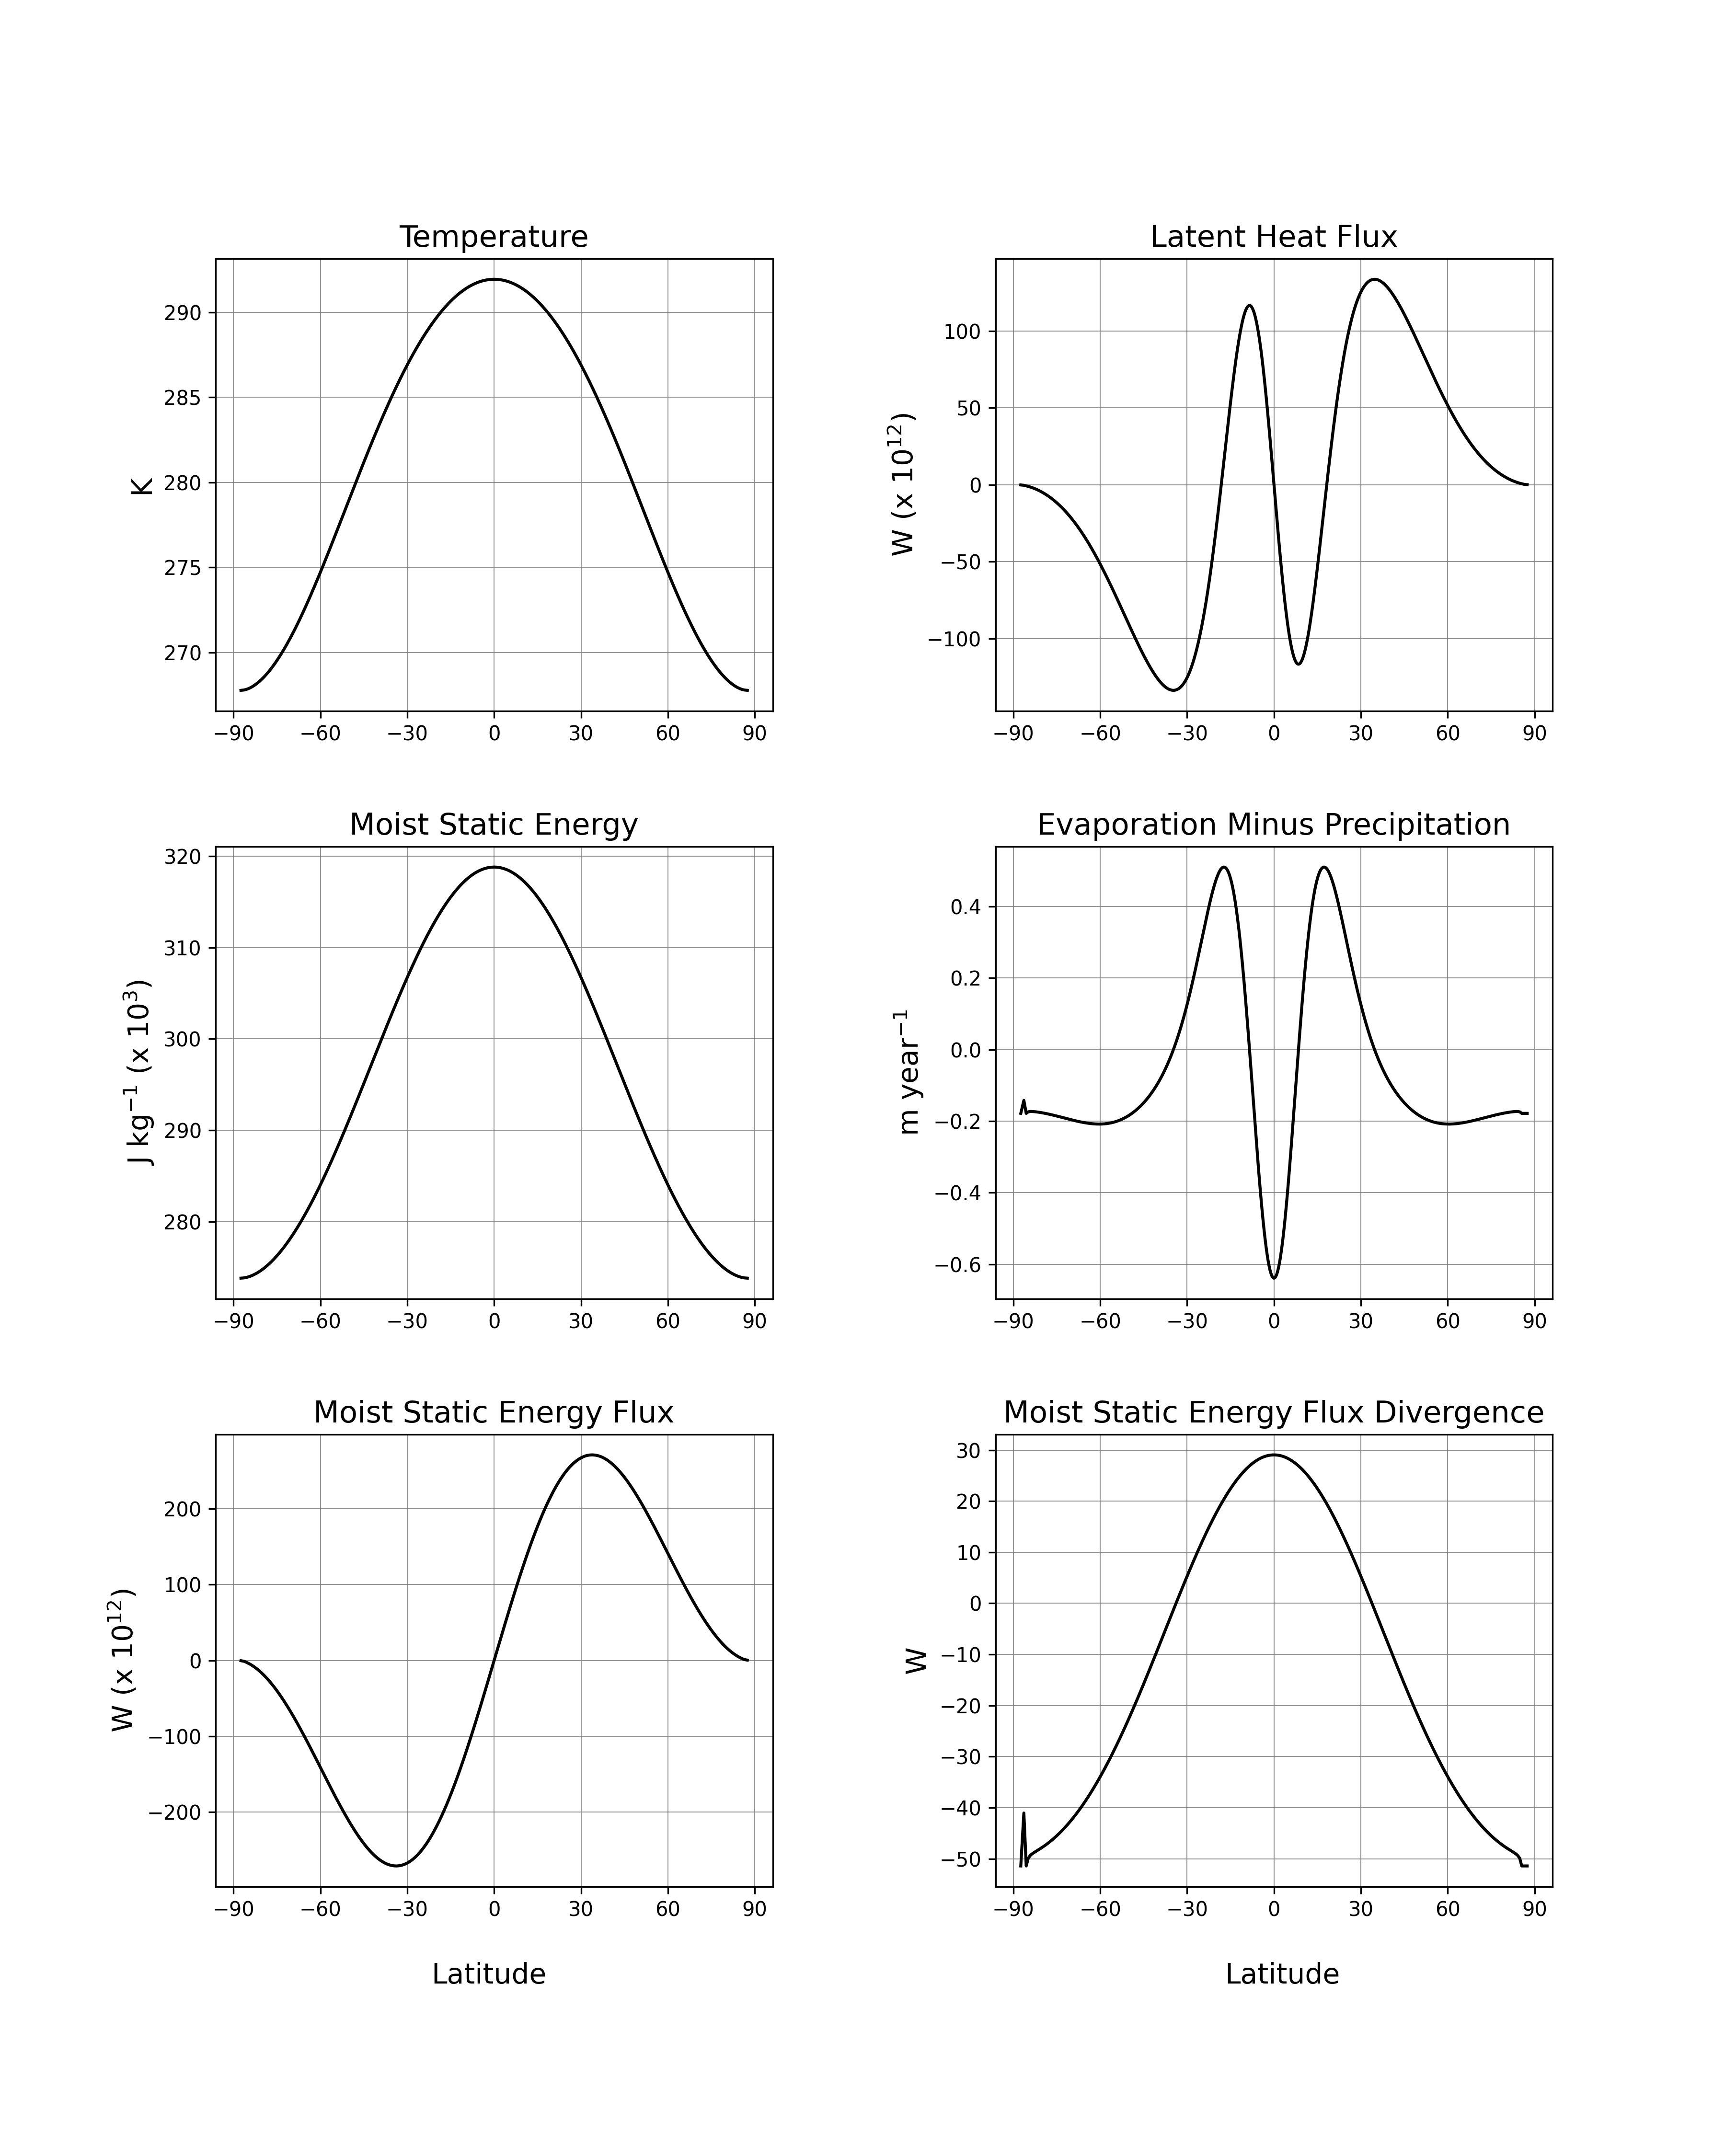 Temperature
K
290
285
280
275
270
−90 −60 −30 0 30 60 90
Latent Heat Flux
W (x 10¹²)
100
50
0
−50
−100
−90 −60 −30 0 30 60 90
Moist Static Energy
J kg⁻¹ (x 10³)
320
310
300
290
280
−90 −60 −30 0 30 60 90
Evaporation Minus Precipitation
m year⁻¹
0.4
0.2
0.0
−0.2
−0.4
−0.6
−90 −60 −30 0 30 60 90
Moist Static Energy Flux
W (x 10¹²)
200
100
0
−100
−200
−90 −60 −30 0 30 60 90
Latitude
Moist Static Energy Flux Divergence
W
30
20
10
0
−10
−20
−30
−40
−50
−90 −60 −30 0 30 60 90
Latitude